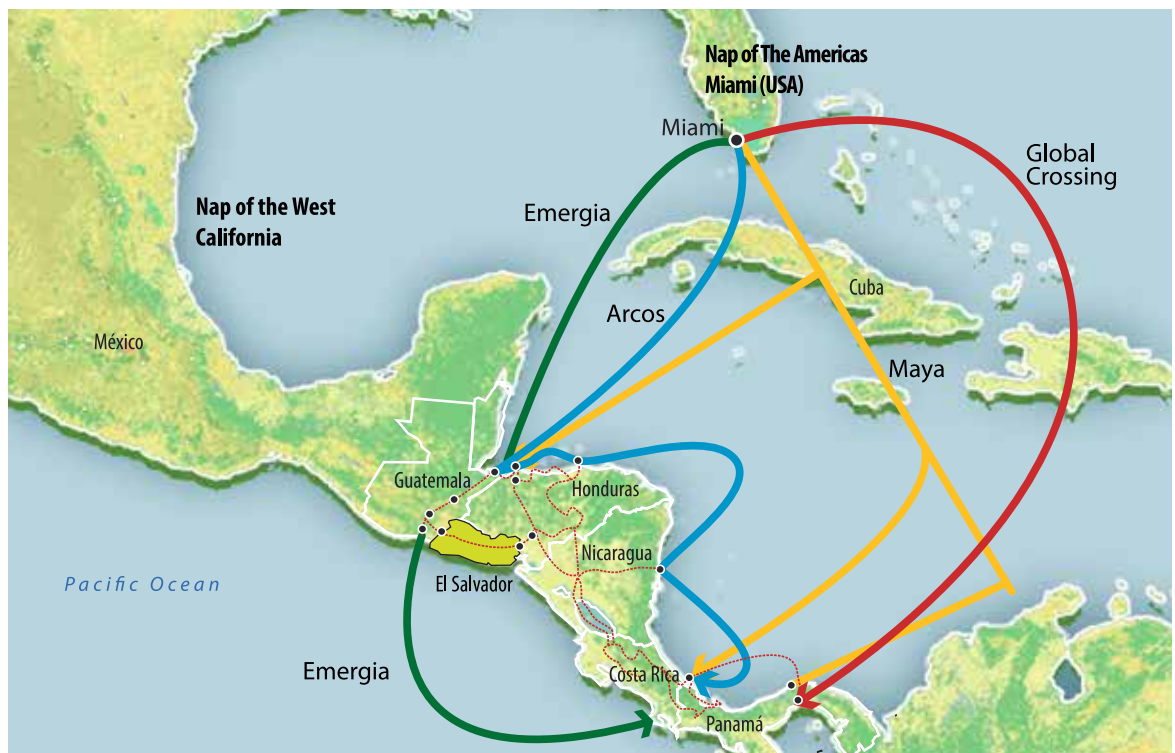 Nap of The Americas
Miami (USA)
Miami
Global
Crossing
Nap of the West
California
Emergia
Cuba
Arcos
México
Maya
Guatemala
Honduras
Nicaragua
El Salvador
Pacific Ocean
Emergia
Costa Rica
Panamá